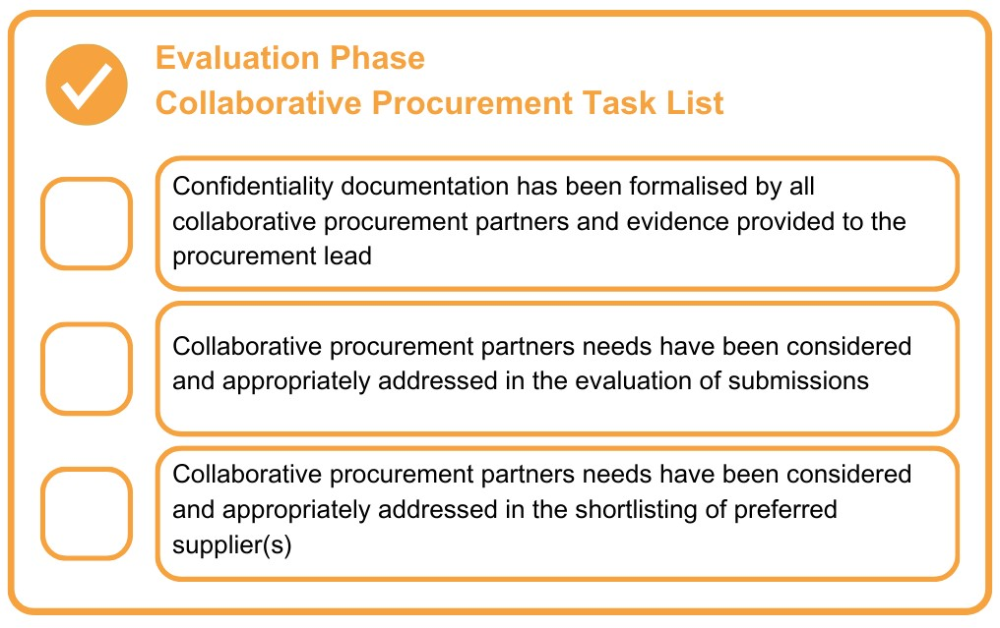 Evaluation Phase
Collaborative Procurement Task List
Confidentiality documentation has been formalised by all
collaborative procurement partners and evidence provided to the
procurement lead
Collaborative procurement partners needs have been considered
and appropriately addressed in the evaluation of submissions
Collaborative procurement partners needs have been considered
and appropriately addressed in the shortlisting of preferred
supplier(s)